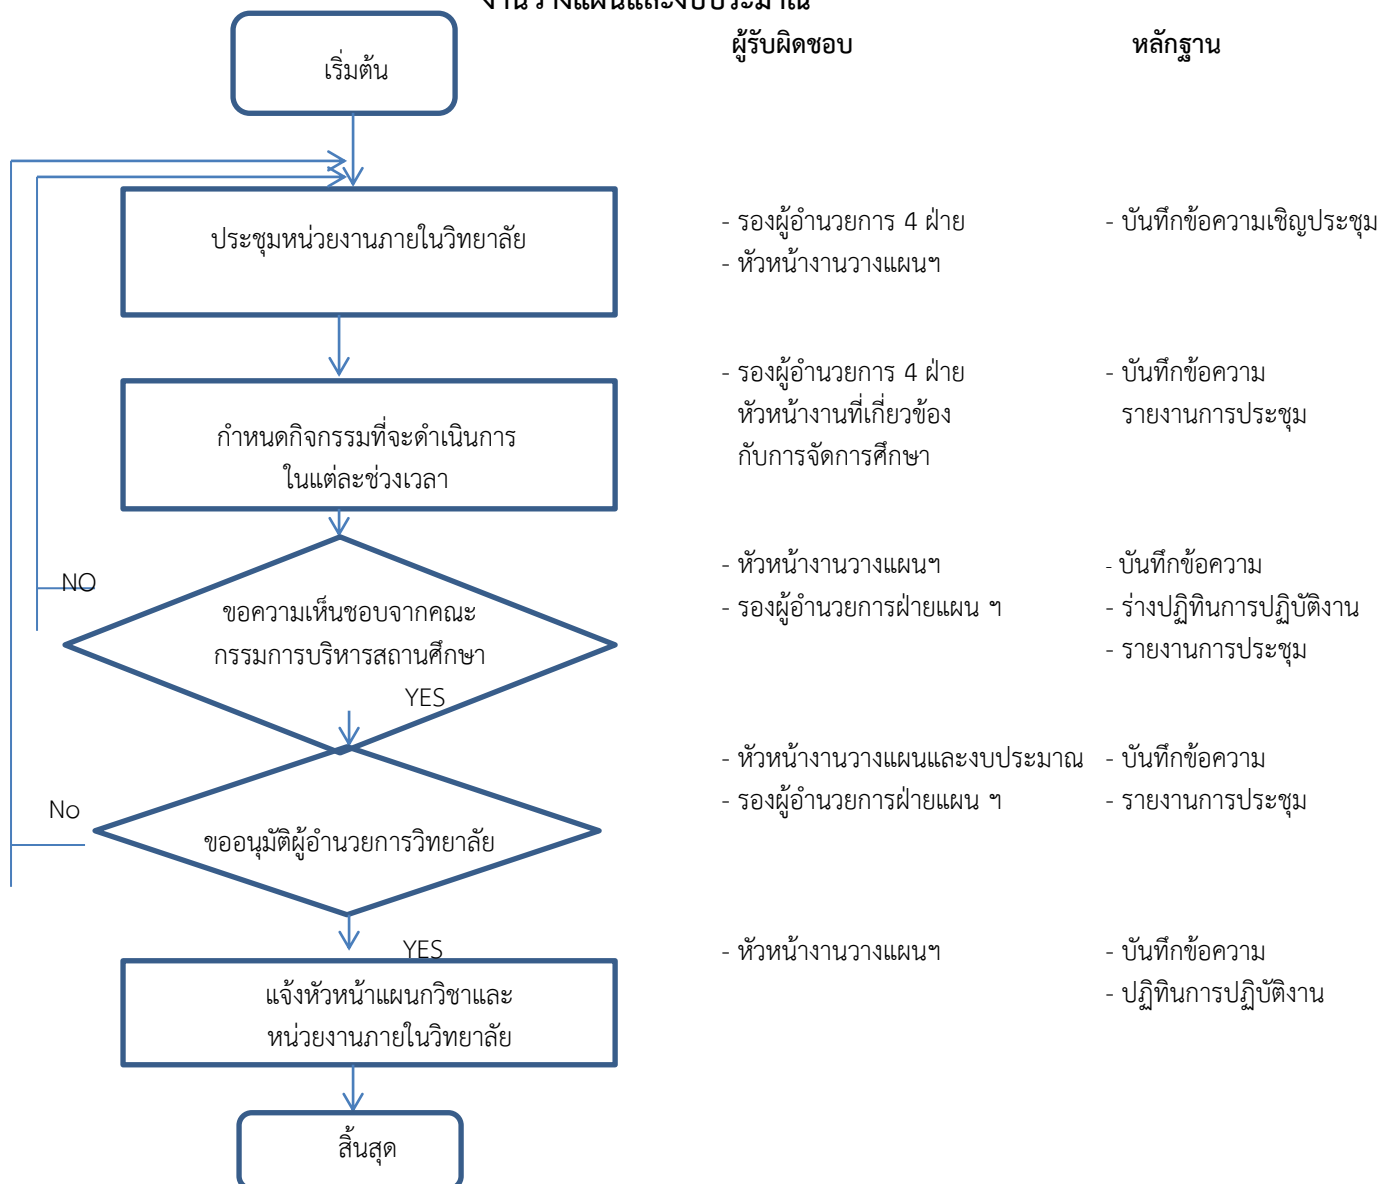 งานวางแผนและงบประมาณ
ผู้รับผิดชอบ
หลักฐาน
เริ่มต้น
ประชุมหน่วยงานภายในวิทยาลัย
- รองผู้อำนวยการ 4 ฝ่าย
- หัวหน้างานวางแผนฯ
- บันทึกข้อความเชิญประชุม
กำหนดกิจกรรมที่จะดำเนินการ
ในแต่ละช่วงเวลา
- รองผู้อำนวยการ 4 ฝ่าย
หัวหน้างานที่เกี่ยวข้อง
กับการจัดการศึกษา
- บันทึกข้อความ
รายงานการประชุม
NO
ขอความเห็นชอบจากคณะ
กรรมการบริหารสถานศึกษา
YES
- หัวหน้างานวางแผนฯ
- รองผู้อำนวยการฝ่ายแผน ฯ
- บันทึกข้อความ
- ร่างปฏิทินการปฏิบัติงาน
- รายงานการประชุม
No
ขออนุมัติผู้อำนวยการวิทยาลัย
YES
- หัวหน้างานวางแผนและงบประมาณ
- รองผู้อำนวยการฝ่ายแผน ฯ
- บันทึกข้อความ
- รายงานการประชุม
แจ้งหัวหน้าแผนกวิชาและ
หน่วยงานภายในวิทยาลัย
- หัวหน้างานวางแผนฯ
- บันทึกข้อความ
- ปฏิทินการปฏิบัติงาน
สิ้นสุด